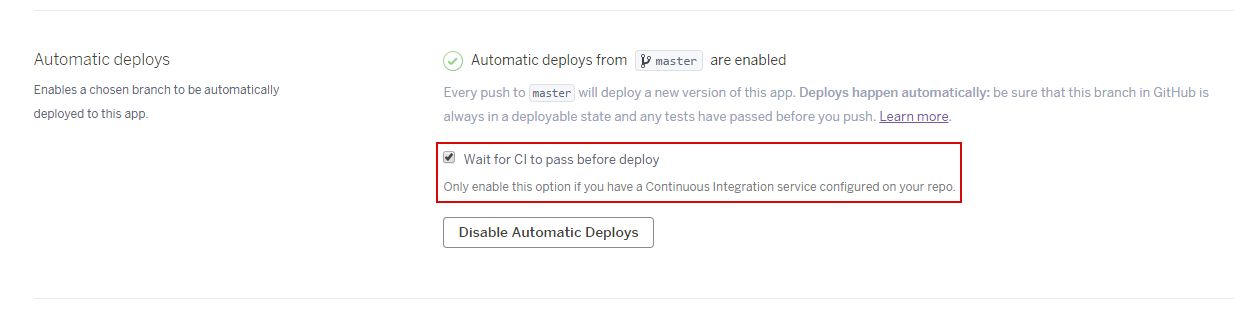 Automatic deploys
Enables a chosen branch to be automatically
deployed to this app.
Automatic deploys from master are enabled
Every push to master will deploy a new version of this app. Deploys happen automatically: be sure that this branch in GitHub is
always in a deployable state and any tests have passed before you push. Learn more.
Wait for CI to pass before deploy
Only enable this option if you have a Continuous Integration service configured on your repo.
Disable Automatic Deploys